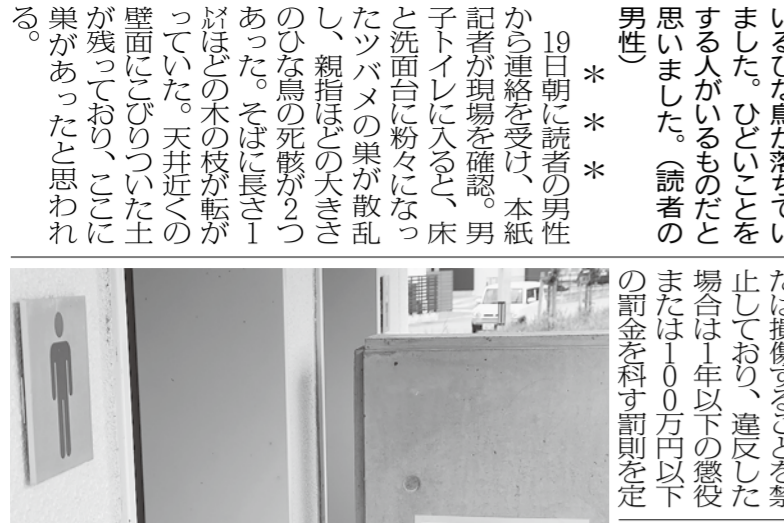 いるひな鳥が落ちてい
ました。ひどいことを
する人がいるものだと
思いました。（読者の
男性）
＊　＊　＊
19日朝に読者の男性
から連絡を受け、本紙
記者が現場を確認。男
子トイレに入ると、床
と洗面台に粉々になっ
たツバメの巣が散乱
し、親指ほどの大きさ
のひな鳥の死骸が2つ
あった。そばに長さ1
㍍ほどの木の枝が転が
っていた。天井近くの
壁面にこびりついた土
が残っており、ここに
巣があったと思われ
る。
たは損傷することを禁
止しており、違反した
場合は1年以下の懲役
または100万円以下
の罰金を科す罰則を定